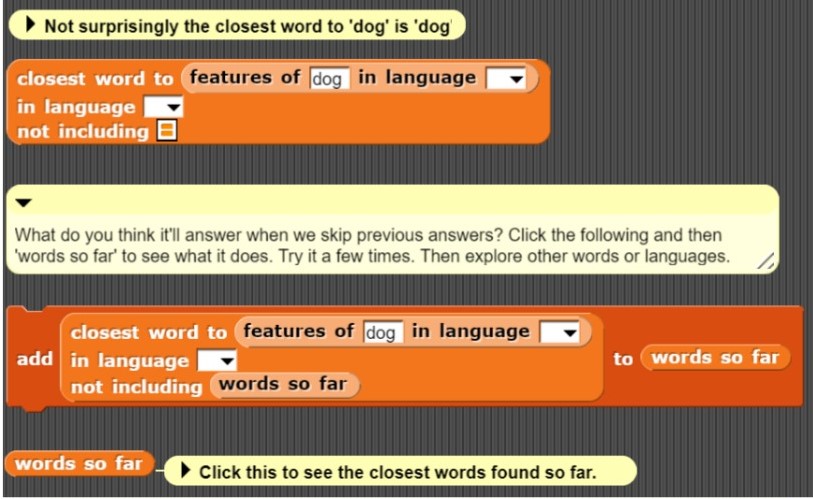 Not surprisingly the closest word to 'dog' is 'dog'
closest word to features of dog in language
in language
not including
What do you think it'll answer when we skip previous answers? Click the following and then
'words so far' to see what it does. Try it a few times. Then explore other words or languages.
closest word to features of dog in language
add in language to words so far
not including words so far
words so far Click this to see the closest words found so far.